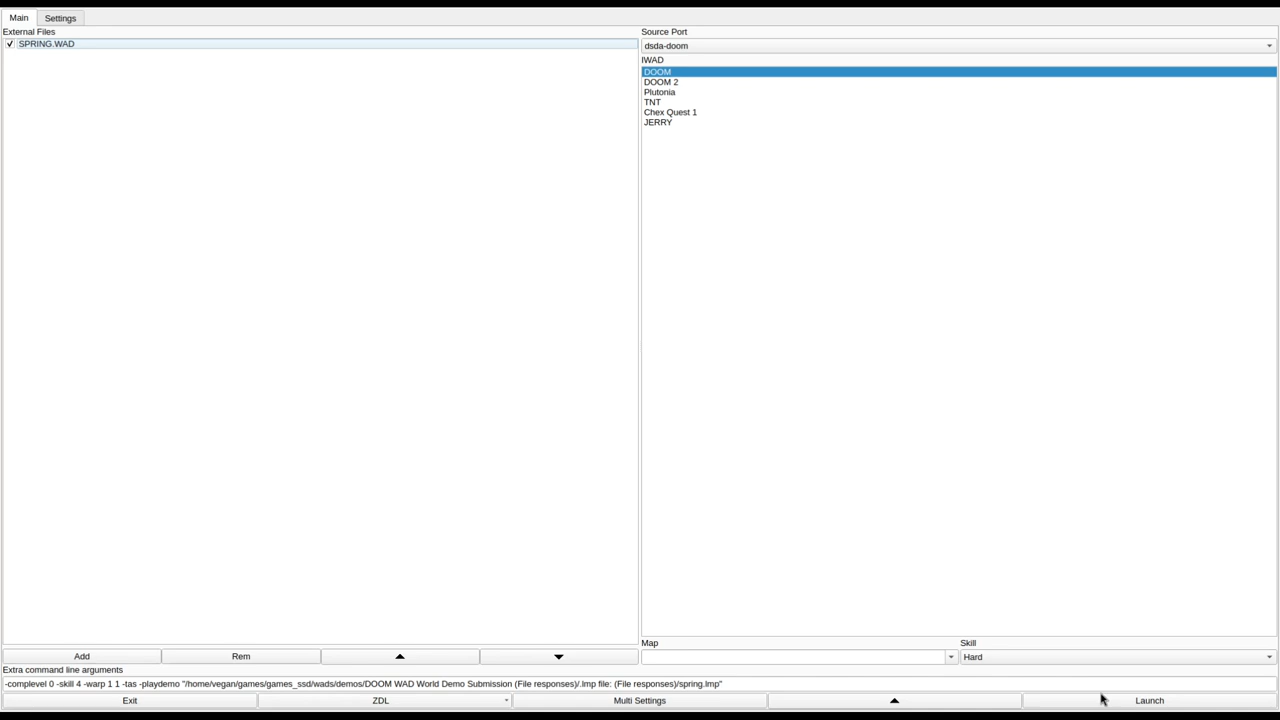 Main Settings
External Files
SPRING.WAD
Source Port
dsda-doom
IWAD
DOOM
DOOM 2
Plutonia
TNT
Chex Quest 1
JERRY
Map
Skill
Hard
Add Rem
Extra command line arguments
-complevel 0 -skill 4 -warp 1 1 -tas -playdemo "/home/vegan/games/games_ssd/wads/demos/DOOM WAD World Demo Submission (File responses)/.lmp file: (File responses)/spring.lmp"
Exit ZDL Multi Settings Launch